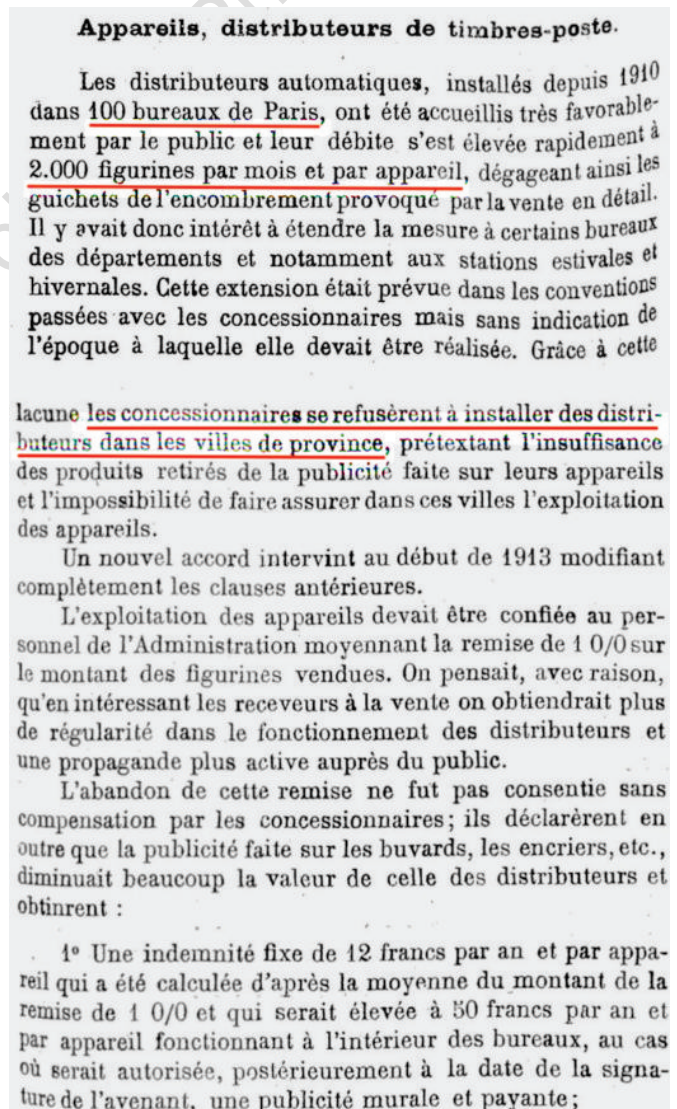 Appareils, distributeurs de timbres-poste.
Les distributeurs automatiques, installés depuis 1910
dans 100 bureaux de Paris, ont été accueillis très favorable-
ment par le public et leur débite s'est élevée rapidement à
2.000 figurines par mois et par appareil, dégageant ainsi les
guichets de l'encombrement provoqué par la vente en détail.
Il y avait donc intérêt à étendre la mesure à certains bureaux
des départements et notamment aux stations estivales et
hivernales. Cette extension était prévue dans les conventions
passées avec les concessionnaires mais sans indication de
l'époque à laquelle elle devait être réalisée. Grâce à cette
lacune les concessionnaires se refusèrent à installer des distri-
buteurs dans les villes de province, prétextant l'insuffisance
des produits retirés de la publicité faite sur leurs appareils
et l'impossibilité de faire assurer dans ces villes l'exploitation
des appareils.
Un nouvel accord intervint au début de 1913 modifiant
complètement les clauses antérieures.
L'exploitation des appareils devait être confiée au per-
sonnel de l'Administration moyennant la remise de 1 0/0 sur
le montant des figurines vendues. On pensait, avec raison,
qu'en intéressant les receveurs à la vente on obtiendrait plus
de régularité dans le fonctionnement des distributeurs et
une propagande plus active auprès du public.
L'abandon de cette remise ne fut pas consentie sans
compensation par les concessionnaires; ils déclarèrent en
outre que la publicité faite sur les buvards, les encriers, etc.,
diminuait beaucoup la valeur de celle des distributeurs et
obtinrent :
1º Une indemnité fixe de 12 francs par an et par appa-
reil qui a été calculée d'après la moyenne du montant de la
remise de 1 0/0 et qui serait élevée à 50 francs par an et
par appareil fonctionnant à l'intérieur des bureaux, au cas
où serait autorisée, postérieurement à la date de la signa-
ture de l'avenant, une publicité murale et payante;